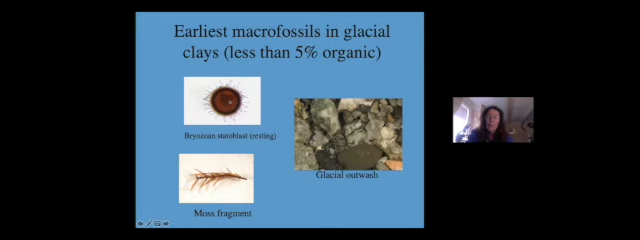 Earliest macrofossils in glacial
clays (less than 5% organic)
Bryozoan statoblast (resting)
Glacial outwash
Moss fragment